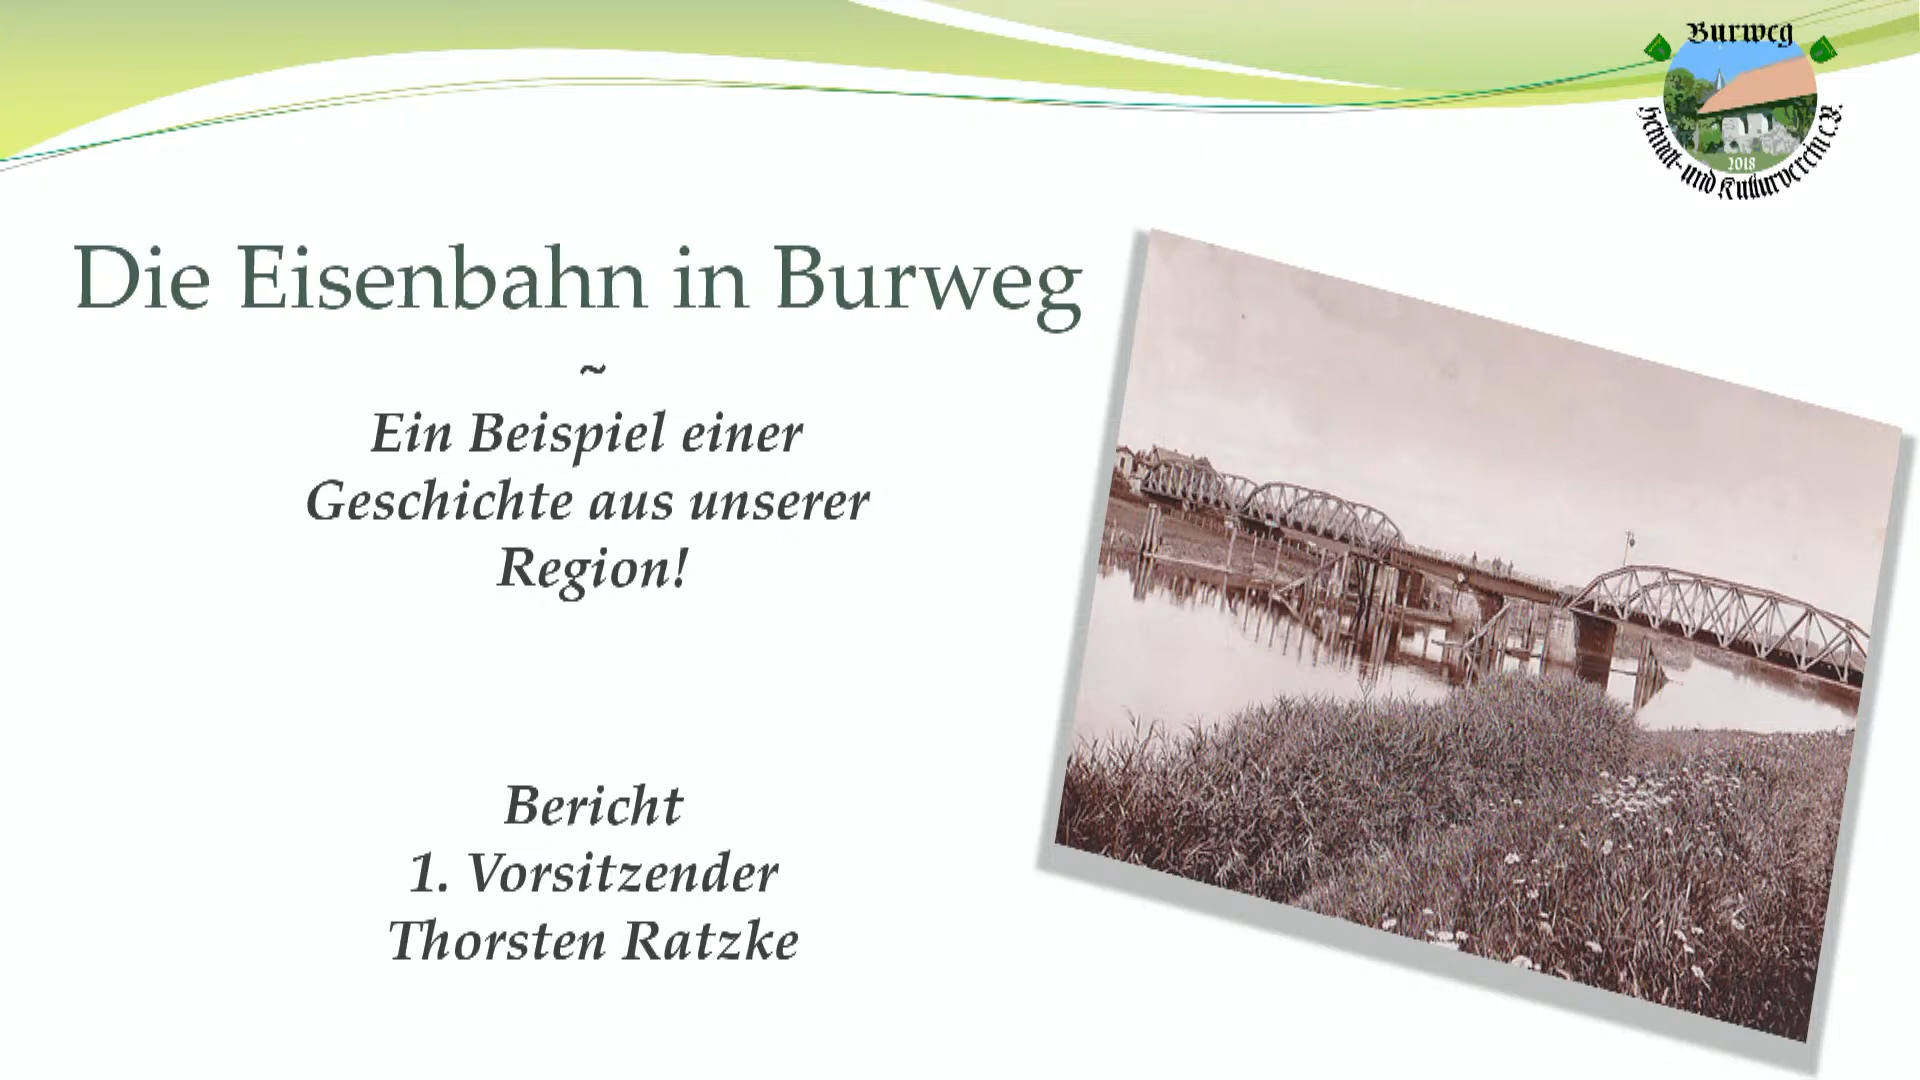 Burweg
2018
Heimat- und Kulturverein e.V.
Die Eisenbahn in Burweg
~
Ein Beispiel einer
Geschichte aus unserer
Region!
Bericht
1. Vorsitzender
Thorsten Ratzke